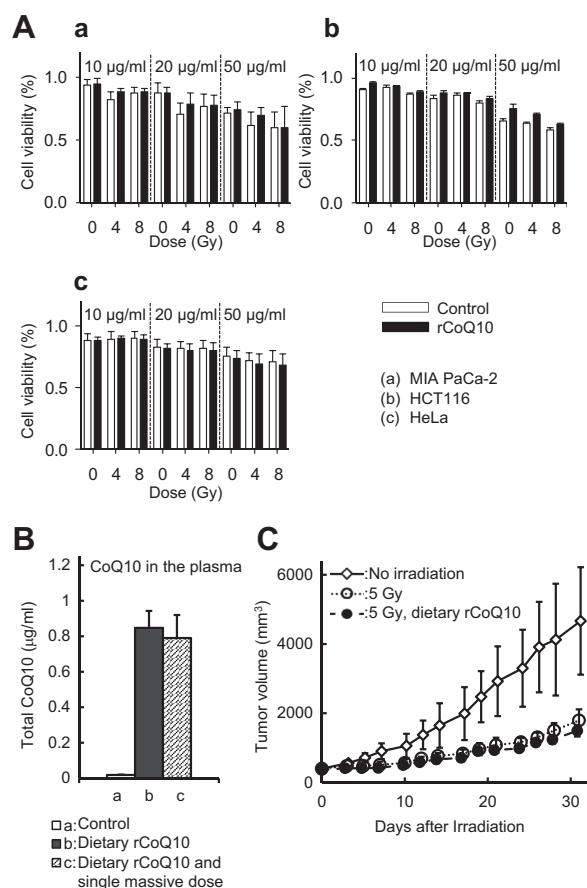 A
a
10 µg/ml 20 µg/ml 50 µg/ml
Cell viability (%)
1.0
0.5
0.0
0 4 8 0 4 8 0 4 8
Dose (Gy)
b
10 µg/ml 20 µg/ml 50 µg/ml
Cell viability (%)
1.0
0.5
0.0
0 4 8 0 4 8 0 4 8
Dose (Gy)
c
10 µg/ml 20 µg/ml 50 µg/ml
Cell viability (%)
1.0
0.5
0.0
0 4 8 0 4 8 0 4 8
Dose (Gy)
Control
rCoQ10
(a) MIA PaCa-2
(b) HCT116
(c) HeLa
B
CoQ10 in the plasma
Total CoQ10 (µg/ml)
1.2
1
0.8
0.6
0.4
0.2
0
a b c
a:Control
b:Dietary rCoQ10
c:Dietary rCoQ10 and
single massive dose
C
:No irradiation
:5 Gy
:5 Gy, dietary rCoQ10
Tumor volume (mm³)
6000
4000
2000
0
0 10 20 30
Days after Irradiation